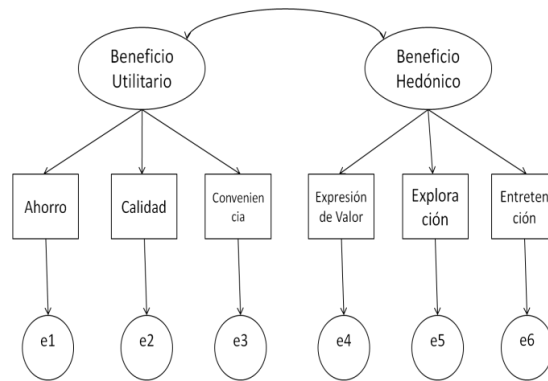 Beneficio
Utilitario
Beneficio
Hedónico
Ahorro
Calidad
Convenien
cia
Expresión
de Valor
Explora
ción
Entreten
ción
e1
e2
e3
e4
e5
e6